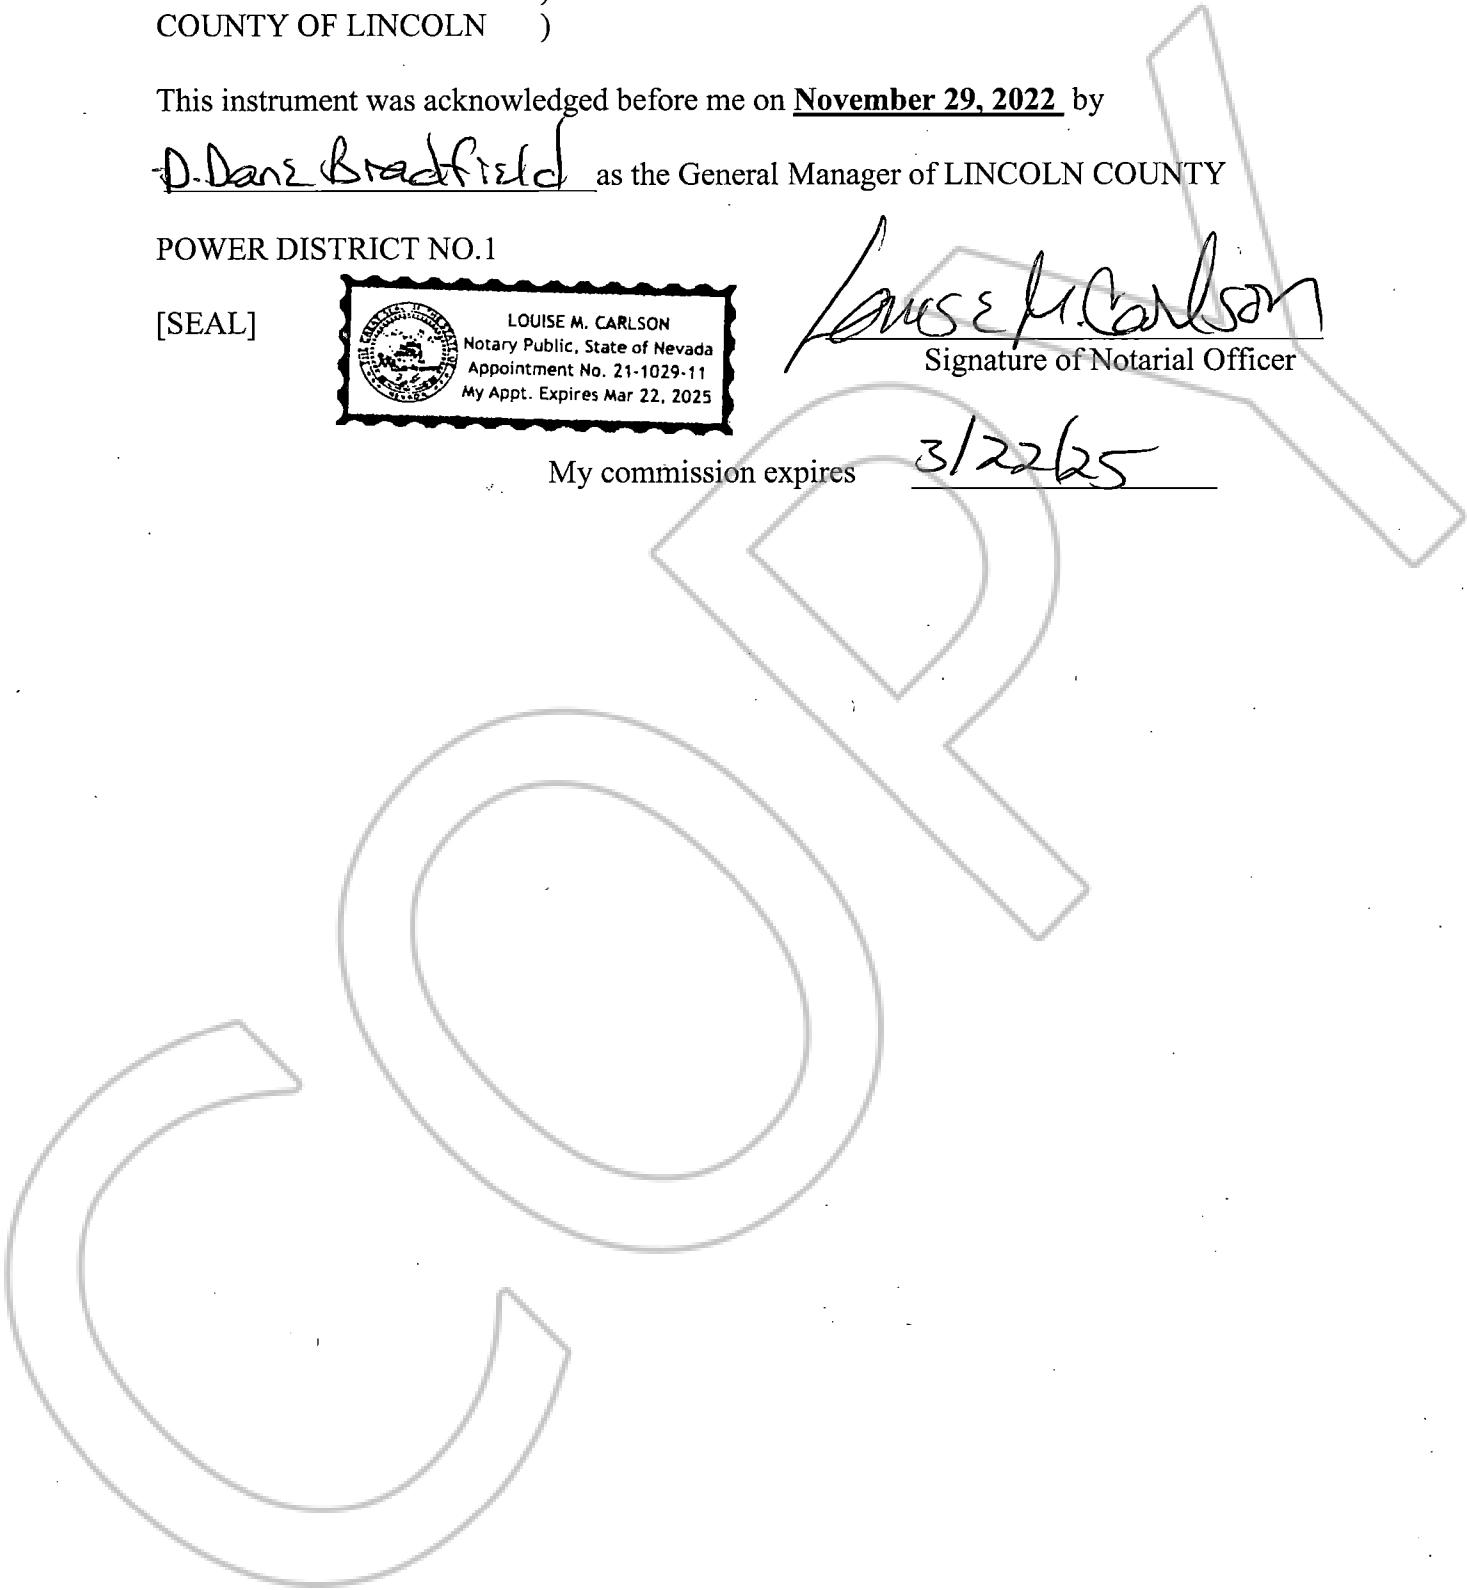 COUNTY OF LINCOLN )
This instrument was acknowledged before me on November 29, 2022 by
D. Dane Bradfield as the General Manager of LINCOLN COUNTY
POWER DISTRICT NO.1
[SEAL]
LOUISE M. CARLSON
Notary Public, State of Nevada
Appointment No. 21-1029-11
My Appt. Expires Mar 22, 2025
Louise M. Carlson
Signature of Notarial Officer
My commission expires 3/22/25
COPY